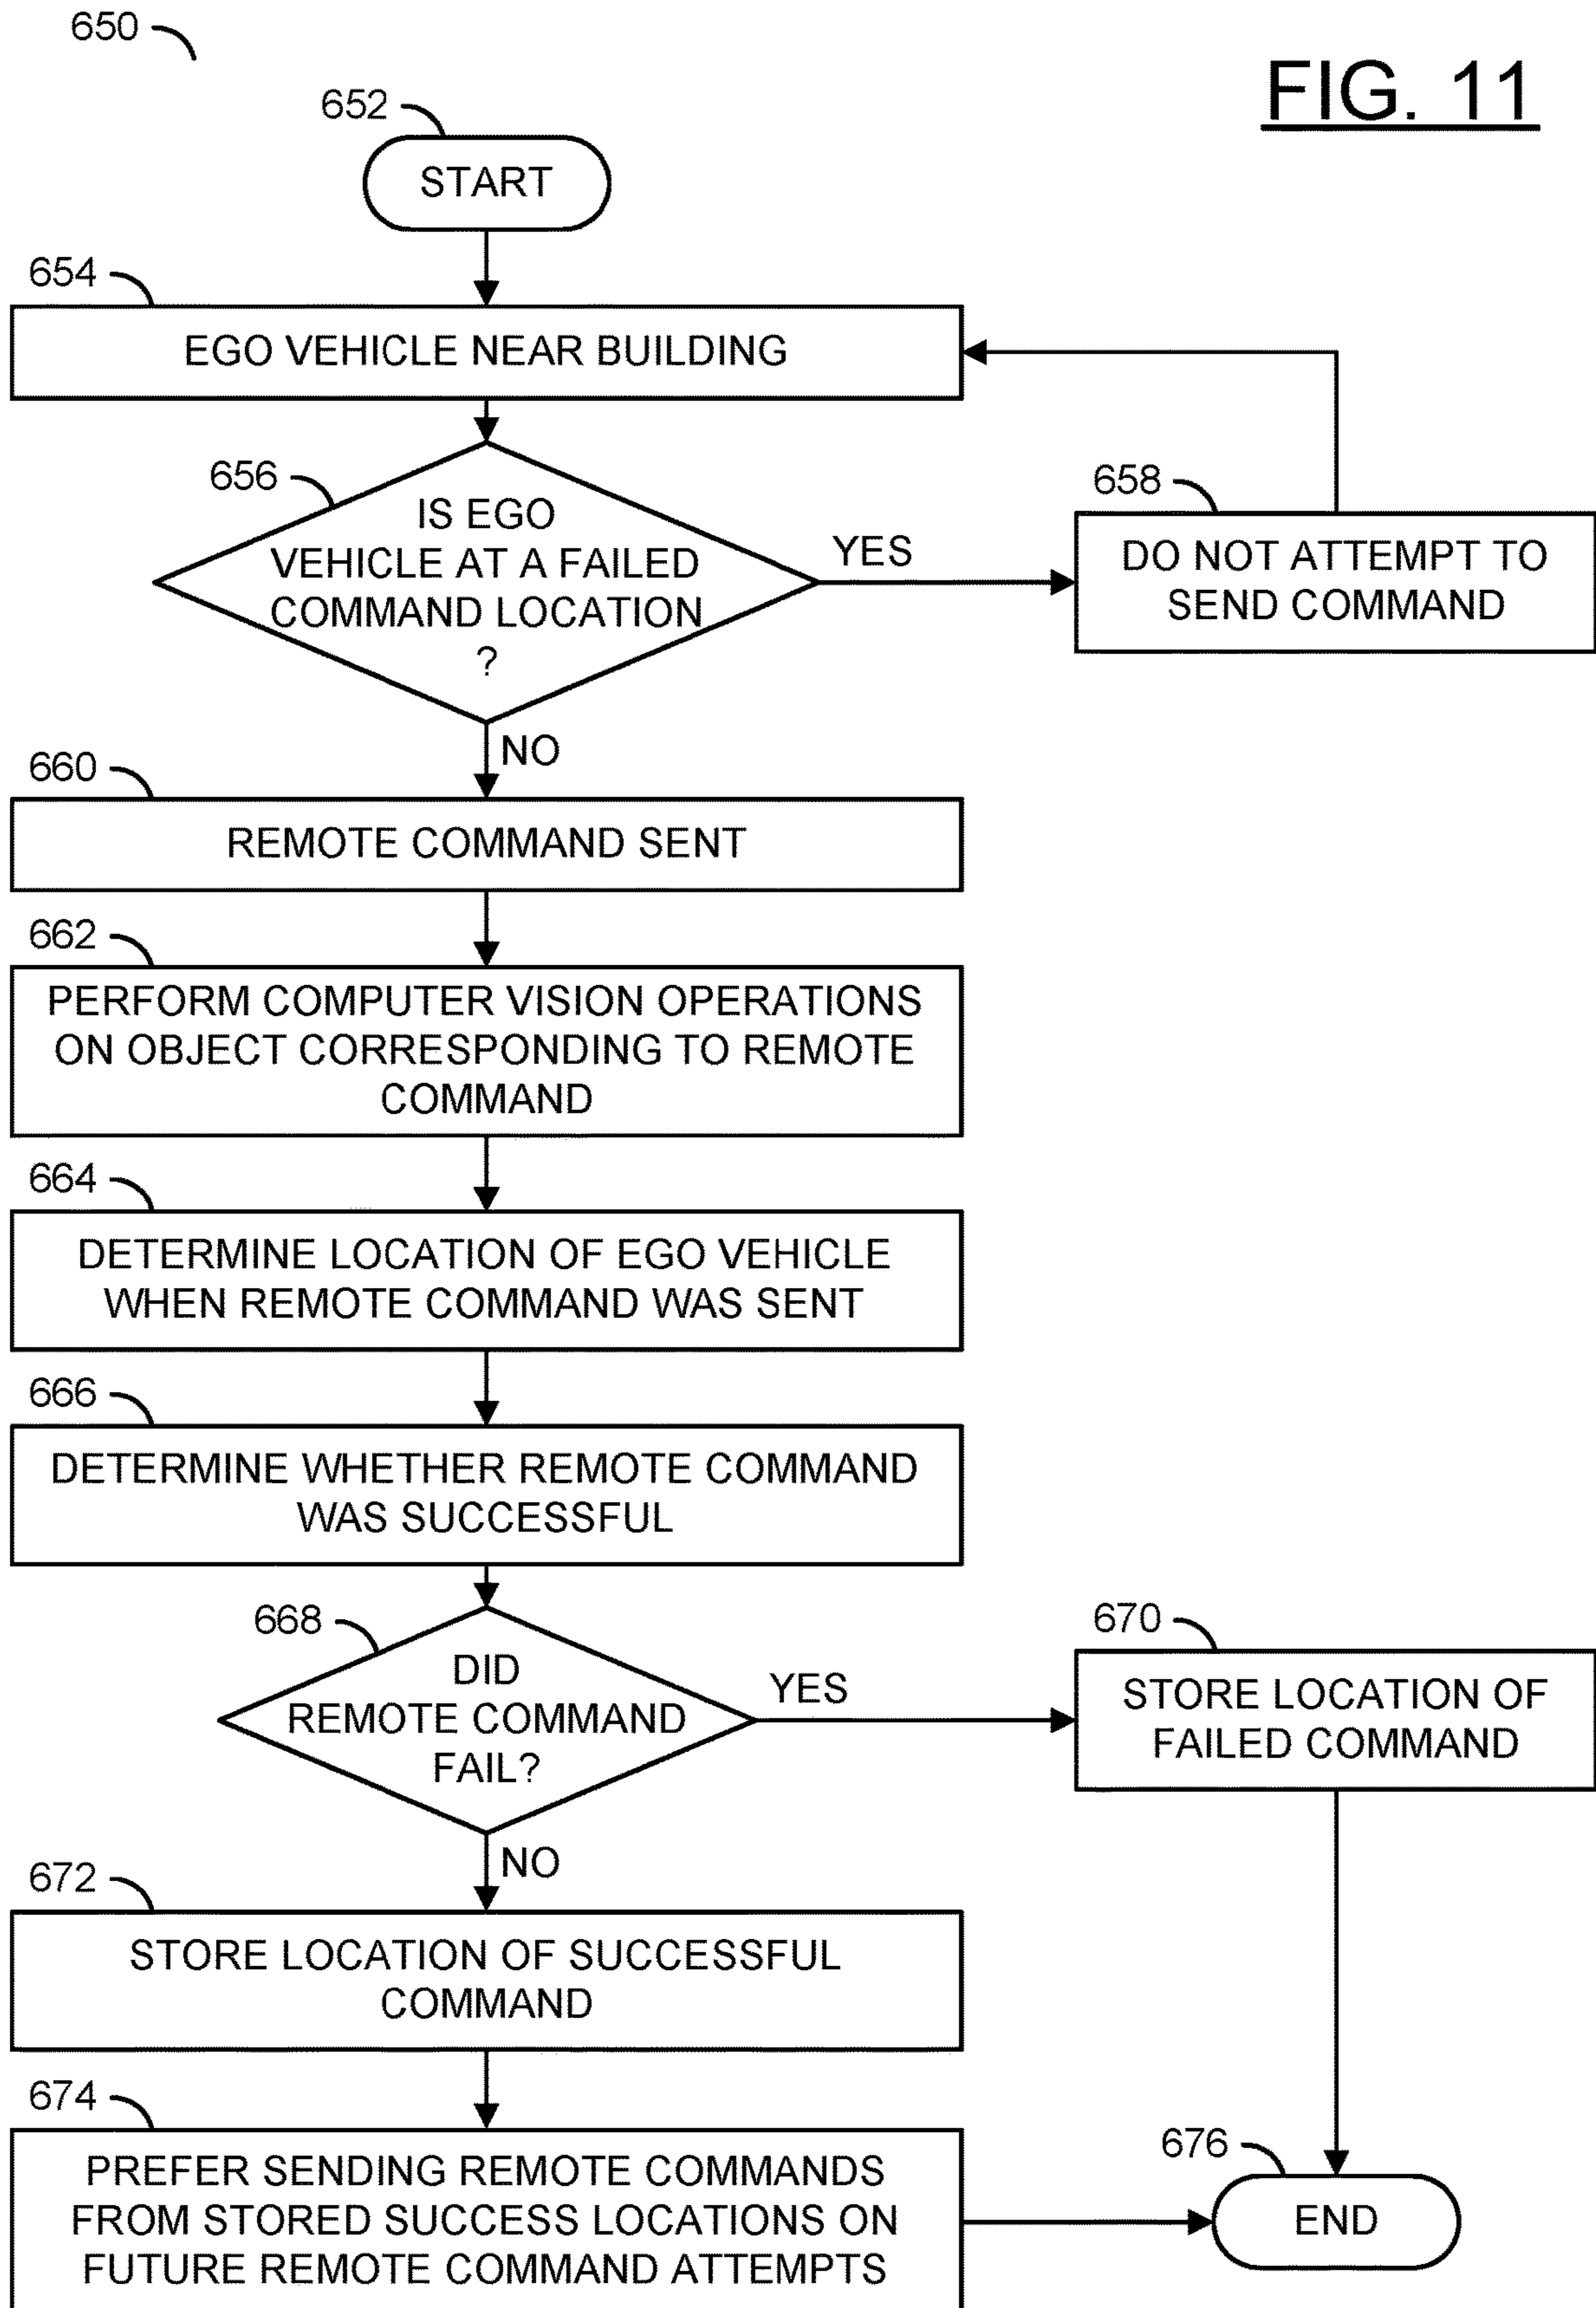 650
FIG. 11
652
START
654
EGO VEHICLE NEAR BUILDING
656
IS EGO
VEHICLE AT A FAILED
COMMAND LOCATION
?
YES
658
DO NOT ATTEMPT TO
SEND COMMAND
NO
660
REMOTE COMMAND SENT
662
PERFORM COMPUTER VISION OPERATIONS
ON OBJECT CORRESPONDING TO REMOTE
COMMAND
664
DETERMINE LOCATION OF EGO VEHICLE
WHEN REMOTE COMMAND WAS SENT
666
DETERMINE WHETHER REMOTE COMMAND
WAS SUCCESSFUL
668
DID
REMOTE COMMAND
FAIL?
YES
670
STORE LOCATION OF
FAILED COMMAND
NO
672
STORE LOCATION OF SUCCESSFUL
COMMAND
674
PREFER SENDING REMOTE COMMANDS
FROM STORED SUCCESS LOCATIONS ON
FUTURE REMOTE COMMAND ATTEMPTS
676
END